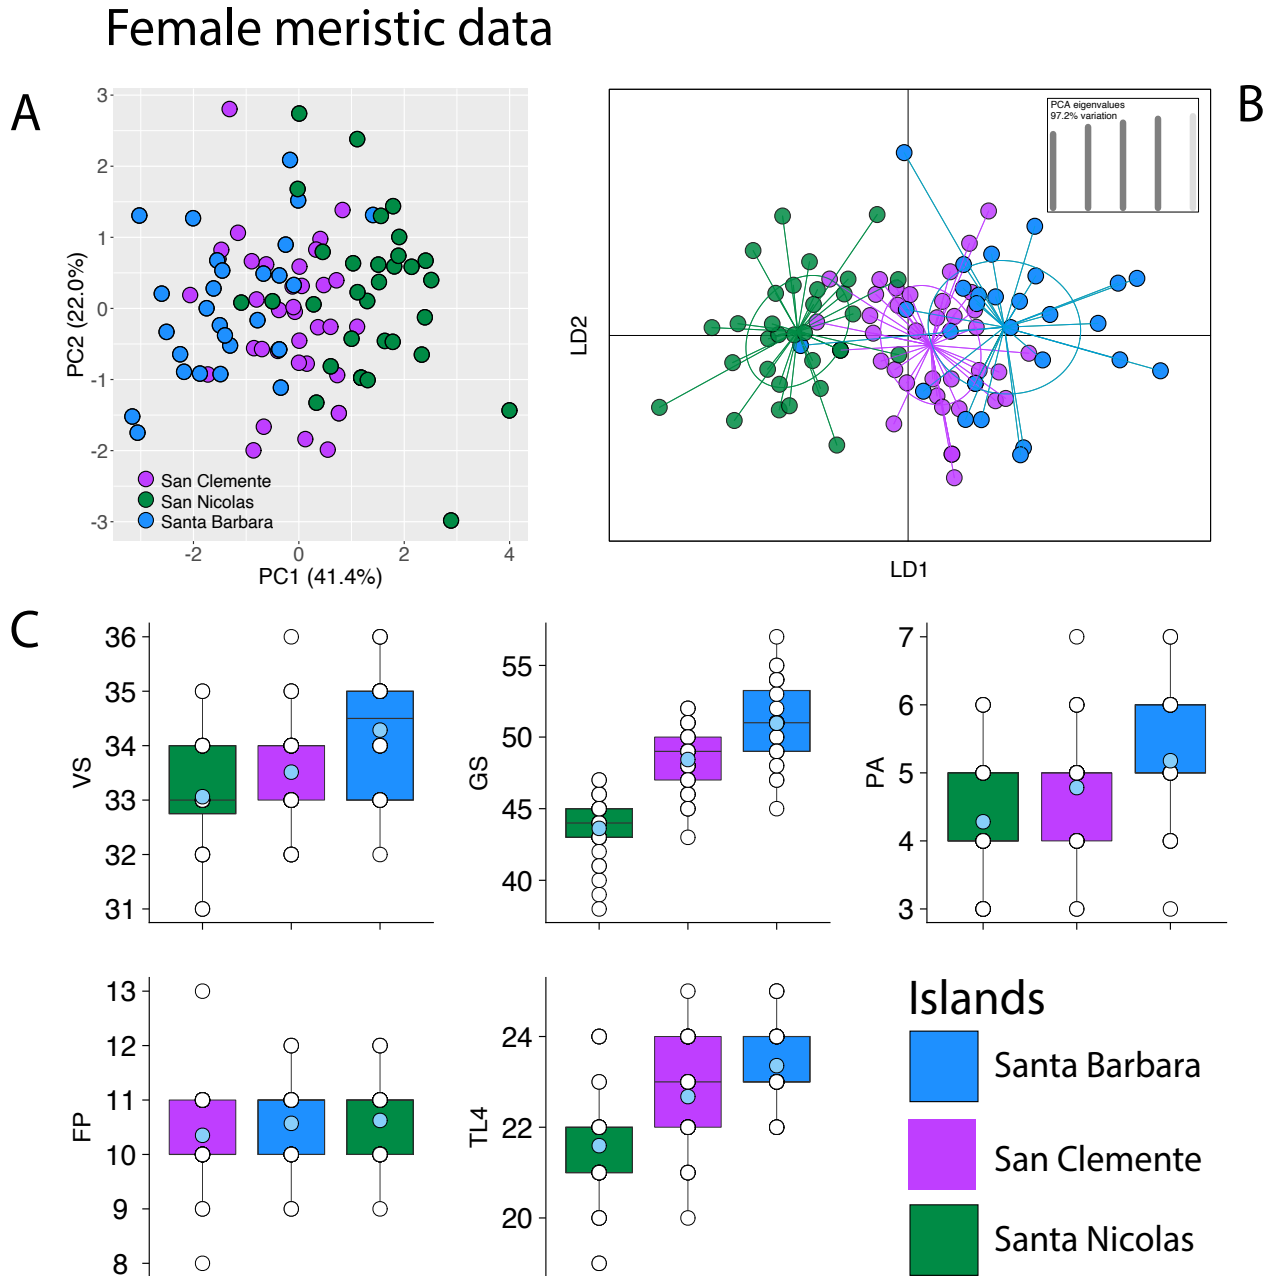 Female meristic data
A
B
3
2
1
0
-1
-2
-3
PC2 (22.0%)
San Clemente
San Nicolas
Santa Barbara
-2 0 2 4
PC1 (41.4%)
PCA eigenvalues
97.2% variation
LD2
LD1
C
36
35
34
33
32
31
VS
55
50
45
40
GS
7
6
5
4
3
PA
13
12
11
10
9
8
FP
24
22
20
TL4
Islands
Santa Barbara
San Clemente
Santa Nicolas